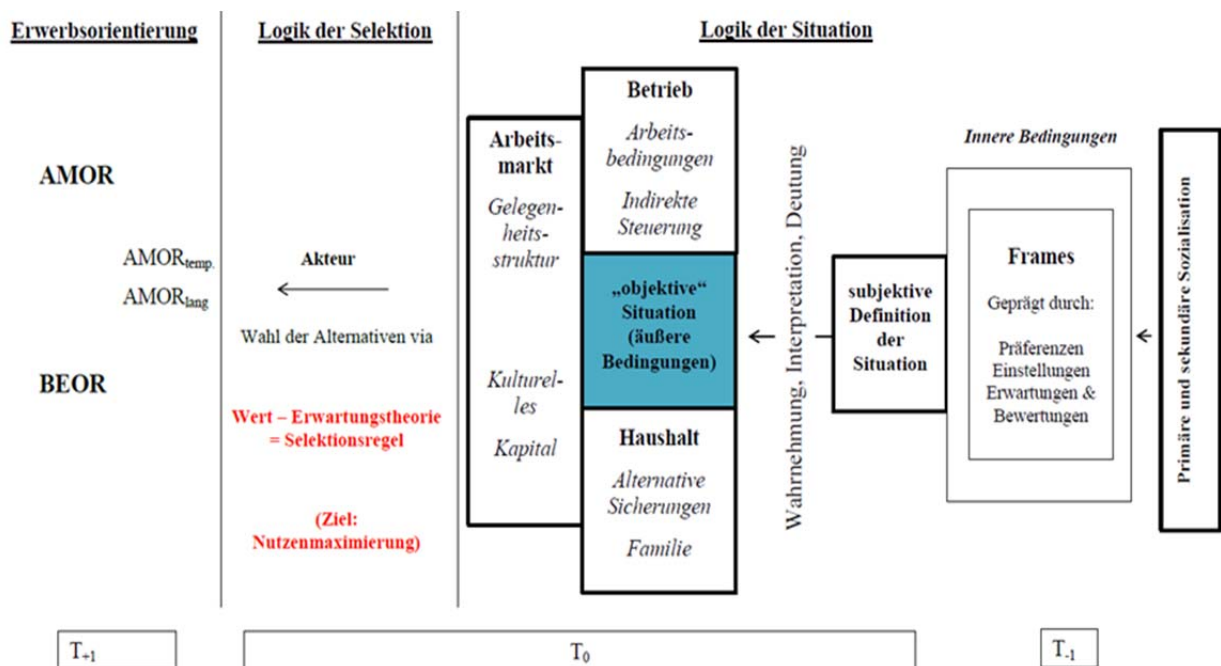 Erwerbsorientierung
Logik der Selektion
Logik der Situation
AMOR
AMORtemp.
AMORlang
BEOR
Akteur
Wahl der Alternativen via
Wert – Erwartungstheorie
= Selektionsregel
(Ziel:
Nutzenmaximierung)
Arbeits-
markt
Gelegen-
heits-
struktur
Kulturel-
les
Kapital
Betrieb
Arbeits-
bedingungen
Indirekte
Steuerung
„objektive“
Situation
(äußere
Bedingungen)
Haushalt
Alternative
Sicherungen
Familie
Wahrnehmung, Interpretation, Deutung
subjektive
Definition
der
Situation
Innere Bedingungen
Frames
Geprägt durch:
Präferenzen
Einstellungen
Erwartungen &
Bewertungen
Primäre und sekundäre Sozialisation
T+1
T0
T-1